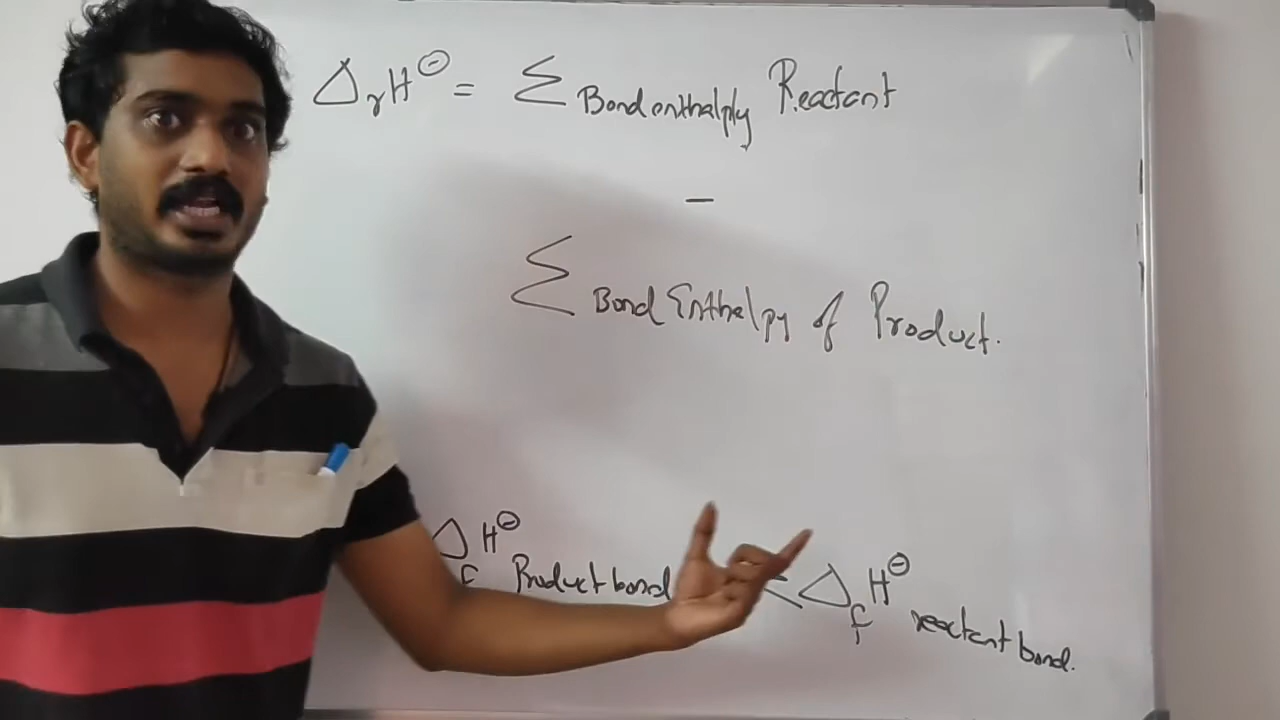 ΔrH⊖ = Σ Bond enthalpy Reactant
−
Σ Bond Enthalpy of Product.
ΔfH⊖ Product bond < ΔfH⊖ reactant bond.